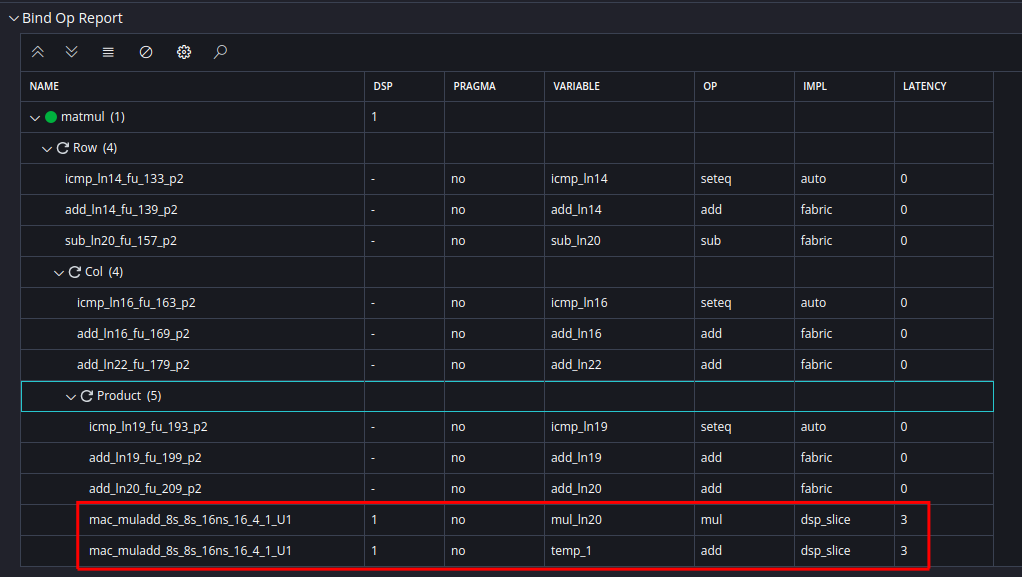 Bind Op Report
NAME DSP PRAGMA VARIABLE OP IMPL LATENCY
matmul (1) 1
Row (4)
icmp_ln14_fu_133_p2 - no icmp_ln14 seteq auto 0
add_ln14_fu_139_p2 - no add_ln14 add fabric 0
sub_ln20_fu_157_p2 - no sub_ln20 sub fabric 0
Col (4)
icmp_ln16_fu_163_p2 - no icmp_ln16 seteq auto 0
add_ln16_fu_169_p2 - no add_ln16 add fabric 0
add_ln22_fu_179_p2 - no add_ln22 add fabric 0
Product (5)
icmp_ln19_fu_193_p2 - no icmp_ln19 seteq auto 0
add_ln19_fu_199_p2 - no add_ln19 add fabric 0
add_ln20_fu_209_p2 - no add_ln20 add fabric 0
mac_muladd_8s_8s_16ns_16_4_1_U1 1 no mul_ln20 mul dsp_slice 3
mac_muladd_8s_8s_16ns_16_4_1_U1 1 no temp_1 add dsp_slice 3